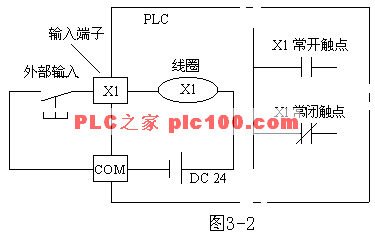 PLC
输入端子
外部输入
X1
线圈
X1
X1 常开触点
PLC之家 plc100.com
X1 常闭触点
COM
DC 24
图3-2